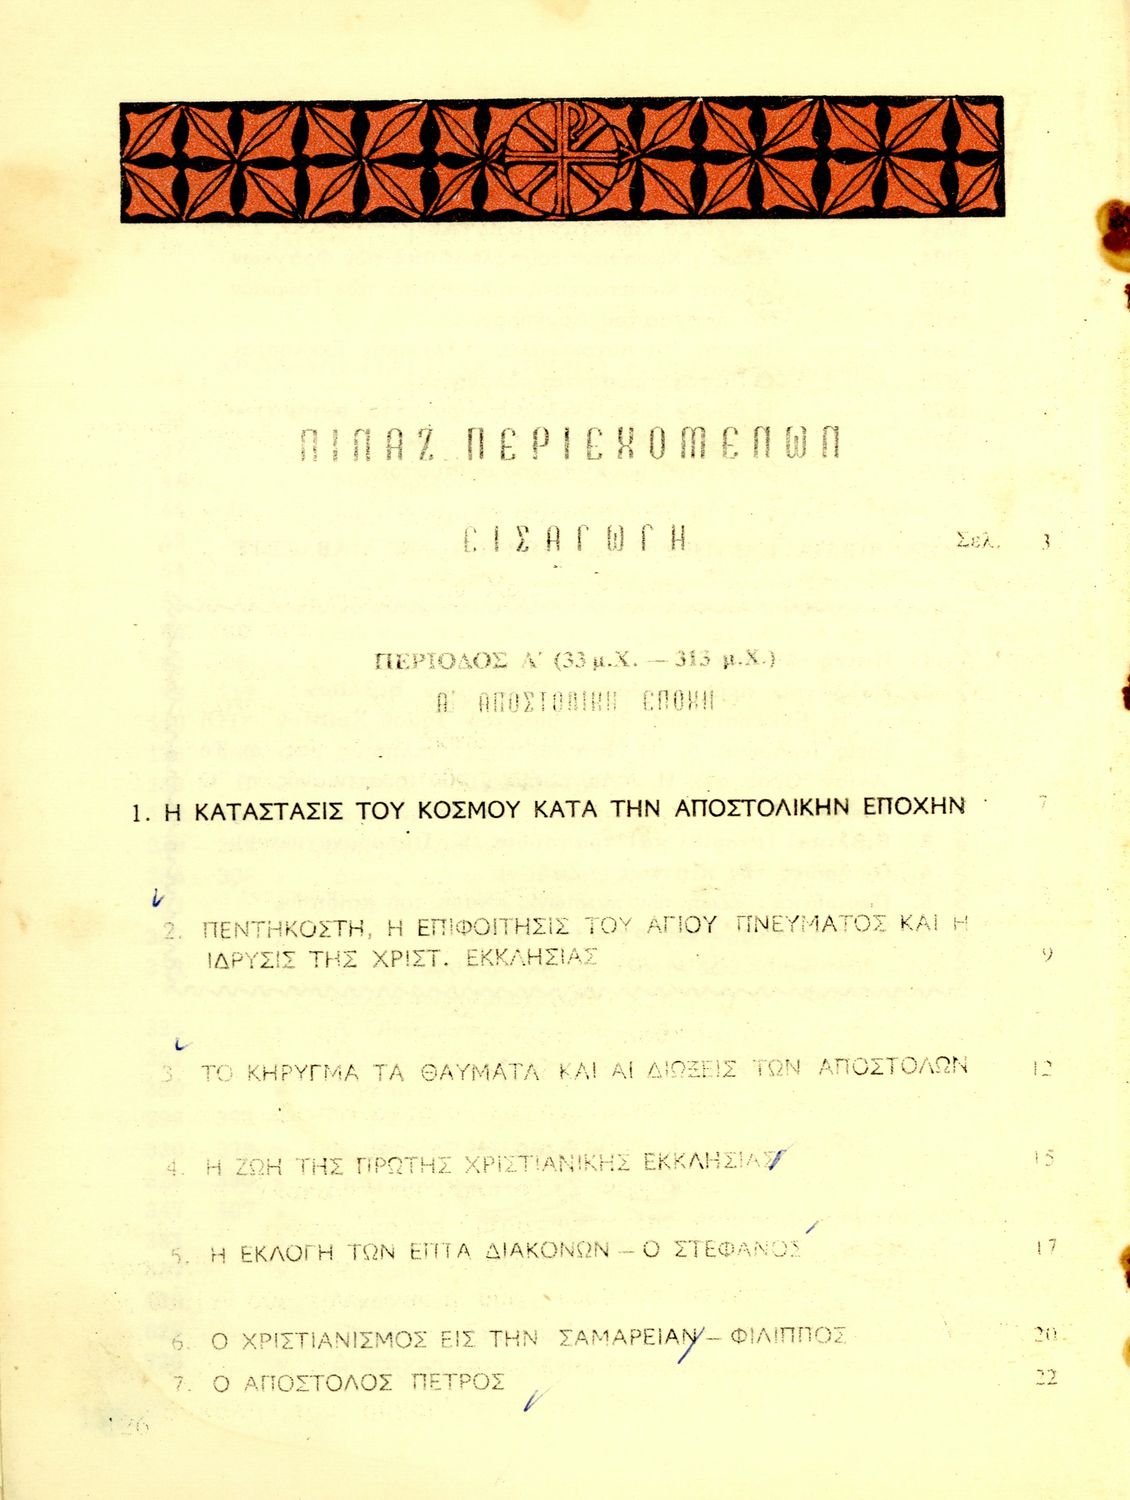 ΠΙΝΑΞ ΠΕΡΙΕΧΟΜΕΝΩΝ
ΕΙΣΑΓΩΓΗ Σελ. 3
ΠΕΡΙΟΔΟΣ Α΄ (33 μ.Χ. — 313 μ.Χ.)
Α΄ ΑΠΟΣΤΟΛΙΚΗ ΕΠΟΧΗ
1. Η ΚΑΤΑΣΤΑΣΙΣ ΤΟΥ ΚΟΣΜΟΥ ΚΑΤΑ ΤΗΝ ΑΠΟΣΤΟΛΙΚΗΝ ΕΠΟΧΗΝ 7
2. ΠΕΝΤΗΚΟΣΤΗ, Η ΕΠΙΦΟΙΤΗΣΙΣ ΤΟΥ ΑΓΙΟΥ ΠΝΕΥΜΑΤΟΣ ΚΑΙ Η
ΙΔΡΥΣΙΣ ΤΗΣ ΧΡΙΣΤ. ΕΚΚΛΗΣΙΑΣ 9
3. ΤΟ ΚΗΡΥΓΜΑ ΤΑ ΘΑΥΜΑΤΑ ΚΑΙ ΑΙ ΔΙΩΞΕΙΣ ΤΩΝ ΑΠΟΣΤΟΛΩΝ 12
4. Η ΖΩΗ ΤΗΣ ΠΡΩΤΗΣ ΧΡΙΣΤΙΑΝΙΚΗΣ ΕΚΚΛΗΣΙΑΣ 15
5. Η ΕΚΛΟΓΗ ΤΩΝ ΕΠΤΑ ΔΙΑΚΟΝΩΝ – Ο ΣΤΕΦΑΝΟΣ 17
6. Ο ΧΡΙΣΤΙΑΝΙΣΜΟΣ ΕΙΣ ΤΗΝ ΣΑΜΑΡΕΙΑΝ – ΦΙΛΙΠΠΟΣ 20
7. Ο ΑΠΟΣΤΟΛΟΣ ΠΕΤΡΟΣ 22
126